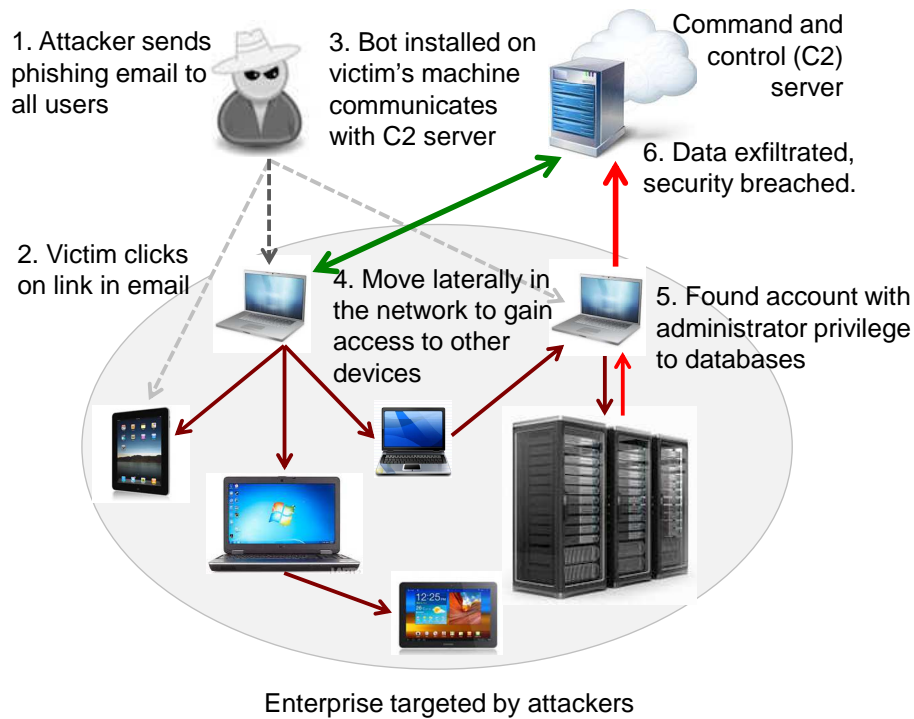 1. Attacker sends
phishing email to
all users
3. Bot installed on
victim's machine
communicates
with C2 server
Command and
control (C2)
server
6. Data exfiltrated,
security breached.
2. Victim clicks
on link in email
4. Move laterally in
the network to gain
access to other
devices
5. Found account with
administrator privilege
to databases
12:25
Enterprise targeted by attackers